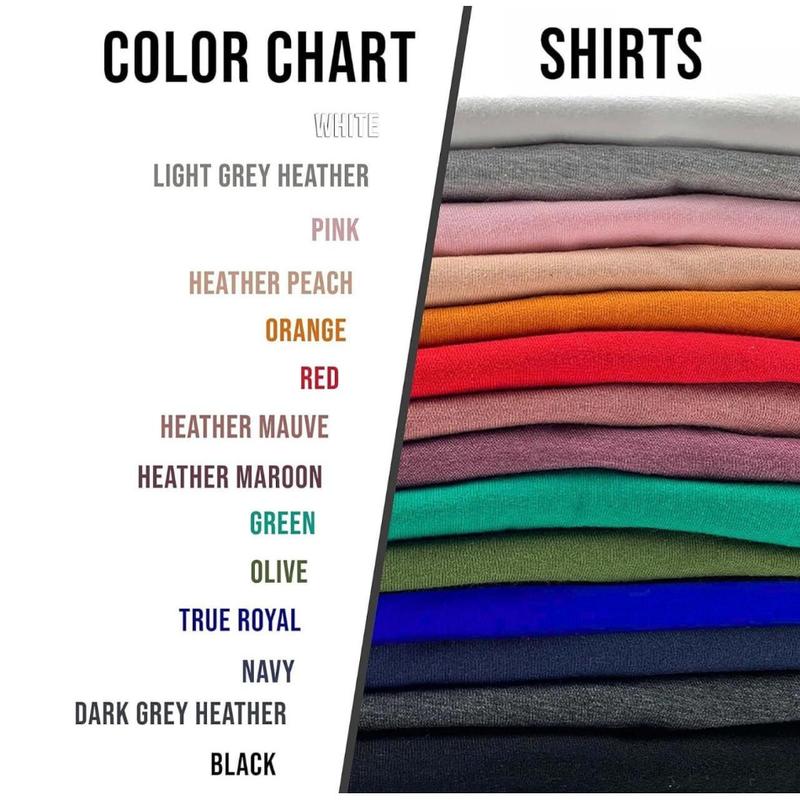 COLOR CHART
SHIRTS
WHITE
LIGHT GREY HEATHER
PINK
HEATHER PEACH
ORANGE
RED
HEATHER MAUVE
HEATHER MAROON
GREEN
OLIVE
TRUE ROYAL
NAVY
DARK GREY HEATHER
BLACK